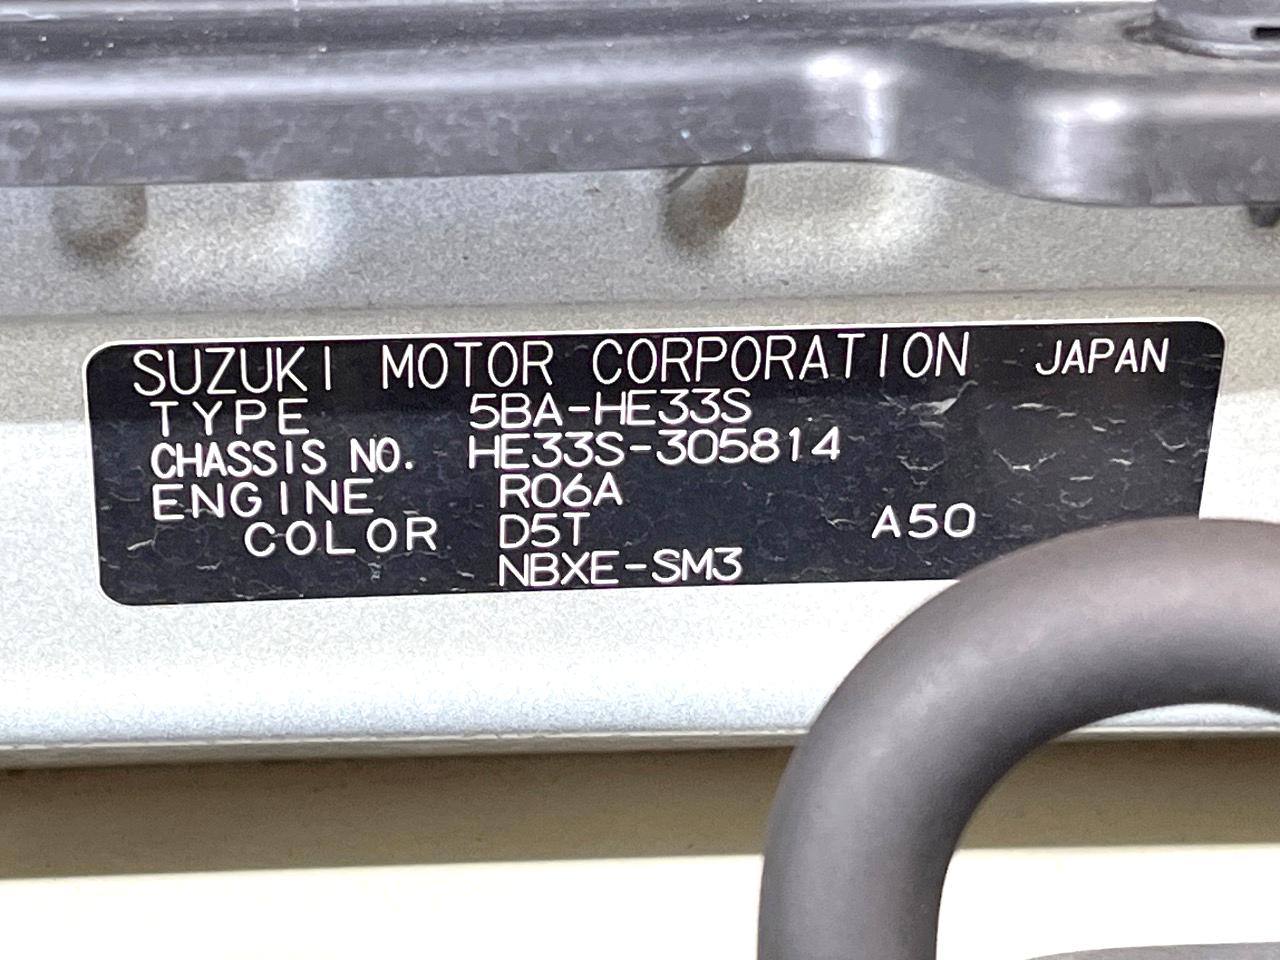 SUZUKI MOTOR CORPORATION JAPAN
TYPE 5BA-HE33S
CHASSIS NO. HE33S-305814
ENGINE R06A
COLOR D5T A50
NBXE-SM3